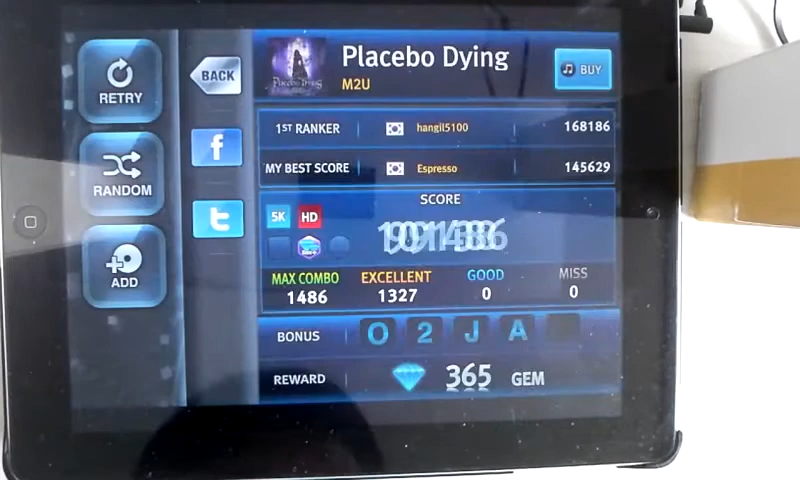 RETRY
RANDOM
ADD
BACK
f
t
Placebo Dying
M2U
BUY
1ST RANKER hangil5100 168186
MY BEST SCORE Espresso 145629
SCORE
5K HD
MAX COMBO EXCELLENT GOOD MISS
1486 1327 0 0
BONUS O 2 J A
REWARD 365 GEM